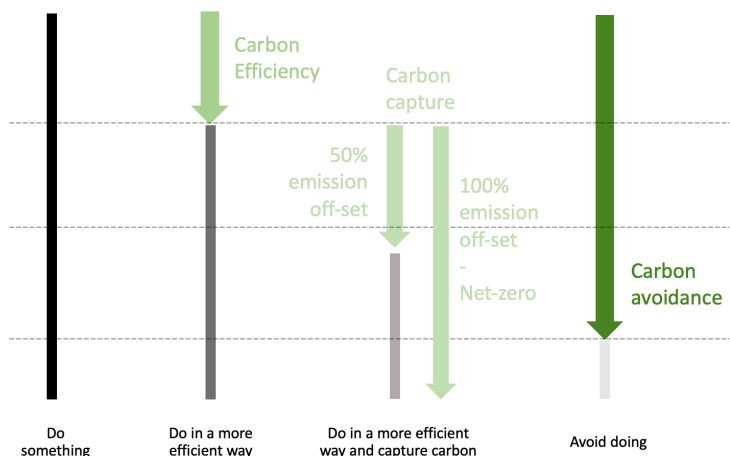 Carbon
Efficiency
Carbon
capture
50%
emission
off-set
100%
emission
off-set
-
Net-zero
Carbon
avoidance
Do
something
Do in a more
efficient way
Do in a more efficient
way and capture carbon
Avoid doing